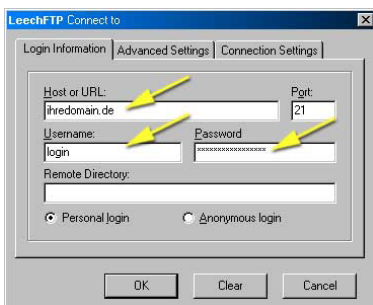 LeechFTP Connect to
Login Information Advanced Settings Connection Settings
Host or URL: Port:
ihredomain.de 21
Username: Password
login xxxxxxxxxxxxxxxxx
Remote Directory:
Personal login Anonymous login
OK Clear Cancel